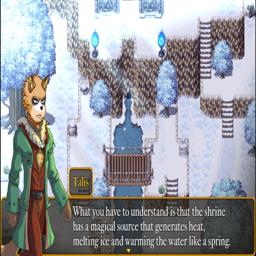 Talis
What you have to understand is that the shrine
has a magical source that generates heat,
melting ice and warming the water like a spring.